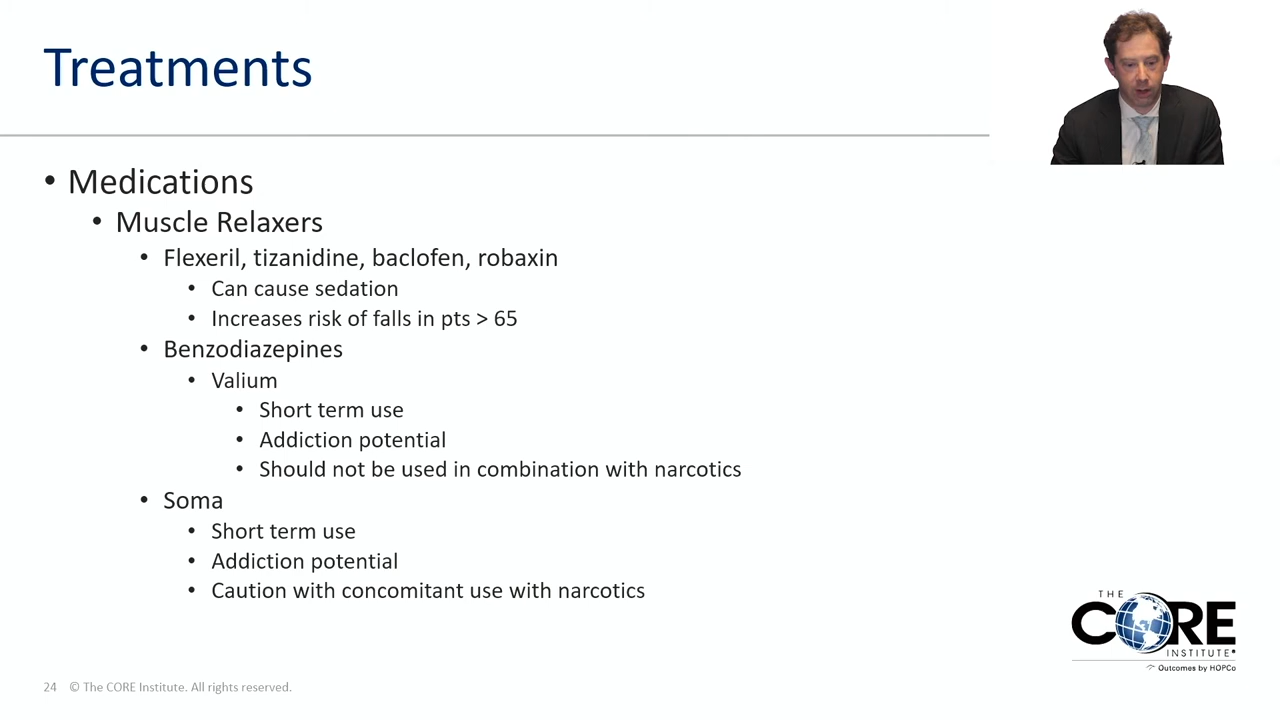 Treatments
• Medications
• Muscle Relaxers
• Flexeril, tizanidine, baclofen, robaxin
• Can cause sedation
• Increases risk of falls in pts > 65
• Benzodiazepines
• Valium
• Short term use
• Addiction potential
• Should not be used in combination with narcotics
• Soma
• Short term use
• Addiction potential
• Caution with concomitant use with narcotics
THE
CORE
INSTITUTE®
Outcomes by HOPCo
24 © The CORE Institute. All rights reserved.